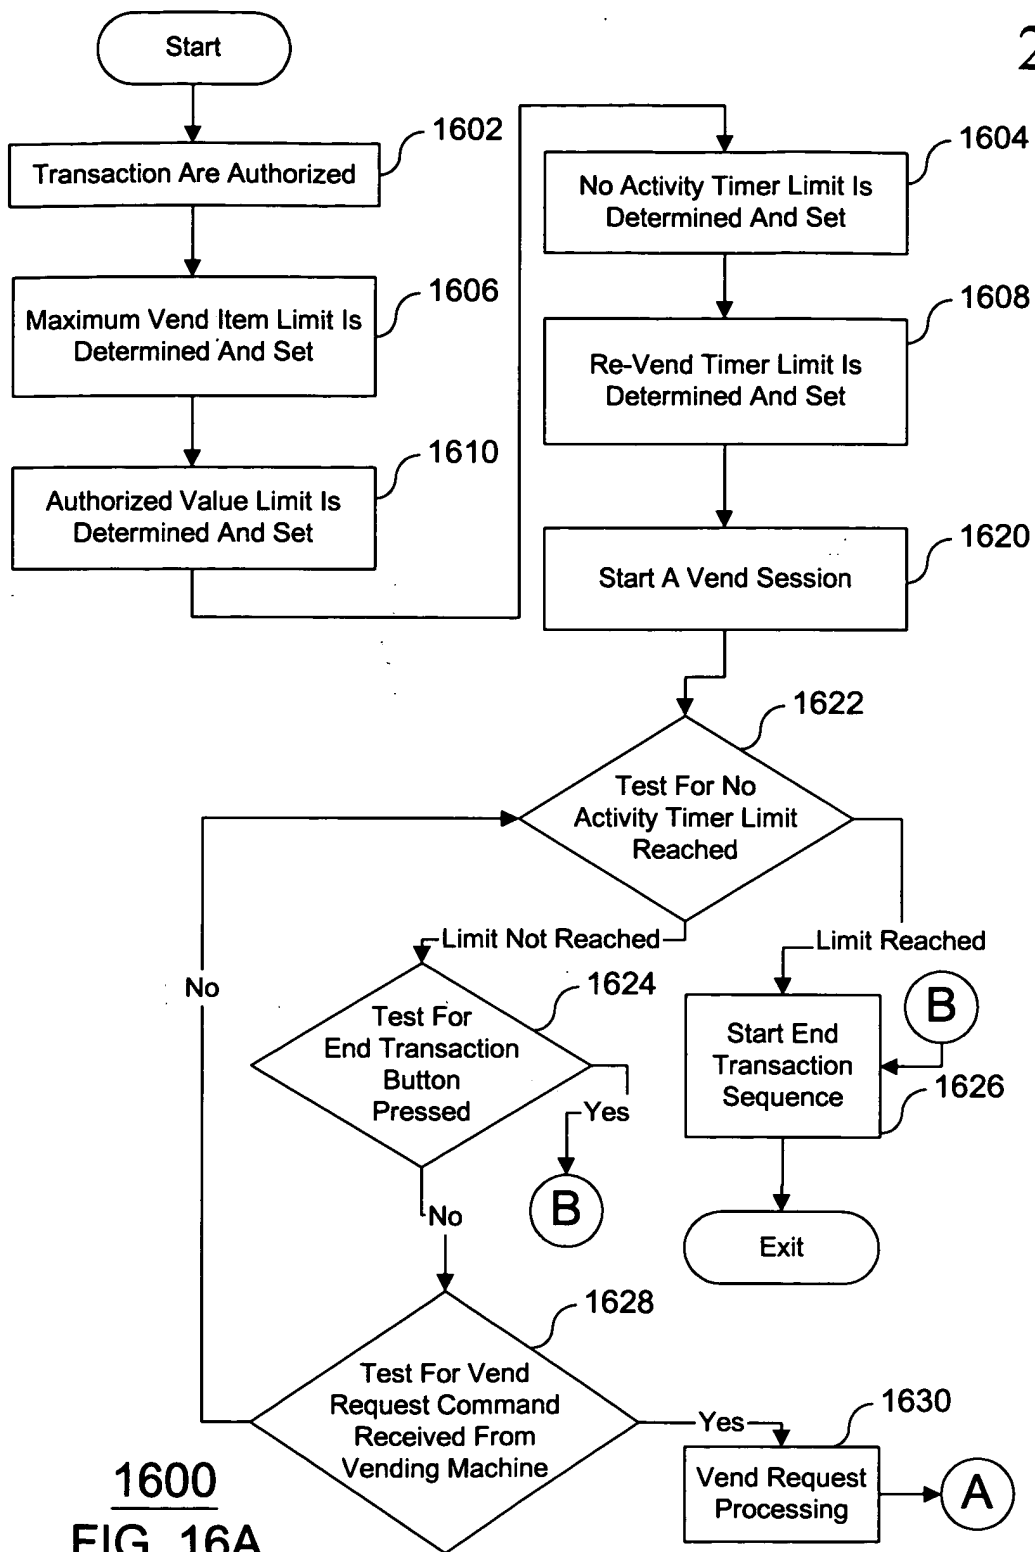 2
Start
1602
Transaction Are Authorized
1606
Maximum Vend Item Limit Is
Determined And Set
1610
Authorized Value Limit Is
Determined And Set
1604
No Activity Timer Limit Is
Determined And Set
1608
Re-Vend Timer Limit Is
Determined And Set
1620
Start A Vend Session
1622
Test For No
Activity Timer Limit
Reached
Limit Not Reached
Limit Reached
No
1624
Test For
End Transaction
Button
Pressed
Yes
B
B
Start End
Transaction
Sequence
1626
No
Exit
1628
Test For Vend
Request Command
Received From
Vending Machine
Yes
1630
Vend Request
Processing
A
1600
FIG. 16A